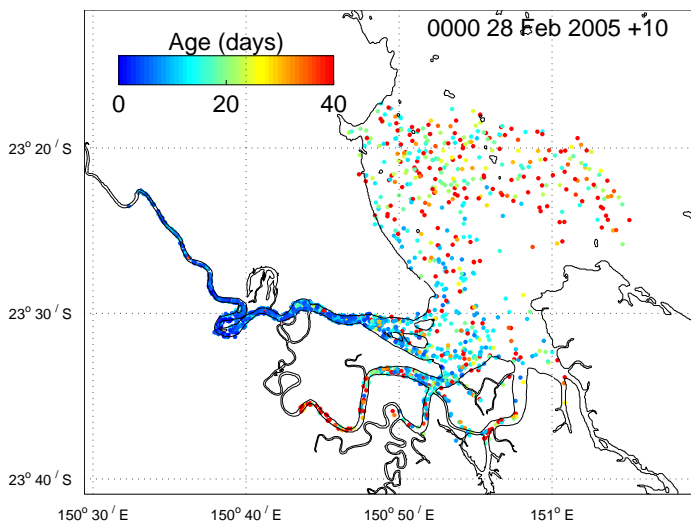 0000 28 Feb 2005 +10
Age (days)
0 20 40
23° 20 ' S
23° 30 ' S
23° 40 ' S
150° 30 ' E 150° 40 ' E 150° 50 ' E 151° E